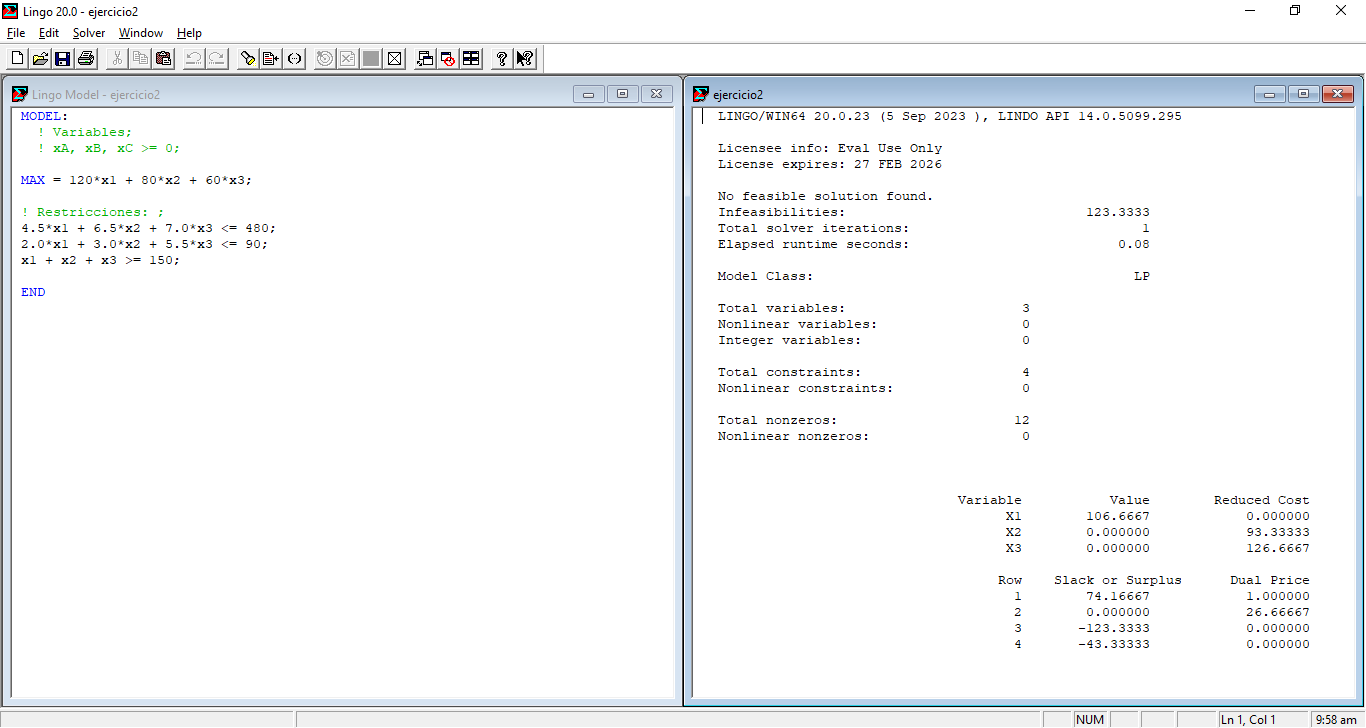 Lingo 20.0 - ejercicio2
File Edit Solver Window Help
Lingo Model - ejercicio2
MODEL:
! Variables;
! xA, xB, xC >= 0;
MAX = 120*x1 + 80*x2 + 60*x3;
! Restricciones: ;
4.5*x1 + 6.5*x2 + 7.0*x3 <= 480;
2.0*x1 + 3.0*x2 + 5.5*x3 <= 90;
x1 + x2 + x3 >= 150;
END
ejercicio2
LINGO/WIN64 20.0.23 (5 Sep 2023 ), LINDO API 14.0.5099.295
Licensee info: Eval Use Only
License expires: 27 FEB 2026
No feasible solution found.
Infeasibilities: 123.3333
Total solver iterations: 1
Elapsed runtime seconds: 0.08
Model Class: LP
Total variables: 3
Nonlinear variables: 0
Integer variables: 0
Total constraints: 4
Nonlinear constraints: 0
Total nonzeros: 12
Nonlinear nonzeros: 0
Variable Value Reduced Cost
X1 106.6667 0.000000
X2 0.000000 93.33333
X3 0.000000 126.6667
Row Slack or Surplus Dual Price
1 74.16667 1.000000
2 0.000000 26.66667
3 -123.3333 0.000000
4 -43.33333 0.000000
NUM Ln 1, Col 1 9:58 am